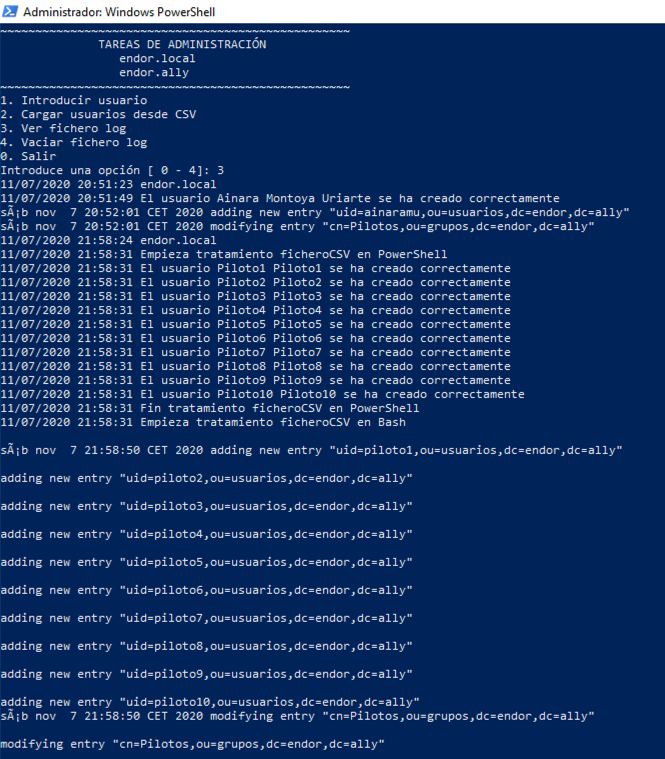 Administrador: Windows PowerShell
~~~~~~~~~~~~~~~~~~~~~~~~~~~~~~~~~~~~~~~~~~~~~~~~~~
TAREAS DE ADMINISTRACIÓN
endor.local
endor.ally
~~~~~~~~~~~~~~~~~~~~~~~~~~~~~~~~~~~~~~~~~~~~~~~~~~
1. Introducir usuario
2. Cargar usuarios desde CSV
3. Ver fichero log
4. Vaciar fichero log
0. Salir
Introduce una opción [ 0 - 4]: 3
11/07/2020 20:51:23 endor.local
11/07/2020 20:51:49 El usuario Ainara Montoya Uriarte se ha creado correctamente
sÃ¡b nov  7 20:52:01 CET 2020 adding new entry "uid=ainaramu,ou=usuarios,dc=endor,dc=ally"
sÃ¡b nov  7 20:52:01 CET 2020 modifying entry "cn=Pilotos,ou=grupos,dc=endor,dc=ally"
11/07/2020 21:58:24 endor.local
11/07/2020 21:58:31 Empieza tratamiento ficheroCSV en PowerShell
11/07/2020 21:58:31 El usuario Piloto1 Piloto1 se ha creado correctamente
11/07/2020 21:58:31 El usuario Piloto2 Piloto2 se ha creado correctamente
11/07/2020 21:58:31 El usuario Piloto3 Piloto3 se ha creado correctamente
11/07/2020 21:58:31 El usuario Piloto4 Piloto4 se ha creado correctamente
11/07/2020 21:58:31 El usuario Piloto5 Piloto5 se ha creado correctamente
11/07/2020 21:58:31 El usuario Piloto6 Piloto6 se ha creado correctamente
11/07/2020 21:58:31 El usuario Piloto7 Piloto7 se ha creado correctamente
11/07/2020 21:58:31 El usuario Piloto8 Piloto8 se ha creado correctamente
11/07/2020 21:58:31 El usuario Piloto9 Piloto9 se ha creado correctamente
11/07/2020 21:58:31 El usuario Piloto10 Piloto10 se ha creado correctamente
11/07/2020 21:58:31 Fin tratamiento ficheroCSV en PowerShell
11/07/2020 21:58:31 Empieza tratamiento ficheroCSV en Bash
sÃ¡b nov  7 21:58:50 CET 2020 adding new entry "uid=piloto1,ou=usuarios,dc=endor,dc=ally"
adding new entry "uid=piloto2,ou=usuarios,dc=endor,dc=ally"
adding new entry "uid=piloto3,ou=usuarios,dc=endor,dc=ally"
adding new entry "uid=piloto4,ou=usuarios,dc=endor,dc=ally"
adding new entry "uid=piloto5,ou=usuarios,dc=endor,dc=ally"
adding new entry "uid=piloto6,ou=usuarios,dc=endor,dc=ally"
adding new entry "uid=piloto7,ou=usuarios,dc=endor,dc=ally"
adding new entry "uid=piloto8,ou=usuarios,dc=endor,dc=ally"
adding new entry "uid=piloto9,ou=usuarios,dc=endor,dc=ally"
adding new entry "uid=piloto10,ou=usuarios,dc=endor,dc=ally"
sÃ¡b nov  7 21:58:50 CET 2020 modifying entry "cn=Pilotos,ou=grupos,dc=endor,dc=ally"
modifying entry "cn=Pilotos,ou=grupos,dc=endor,dc=ally"